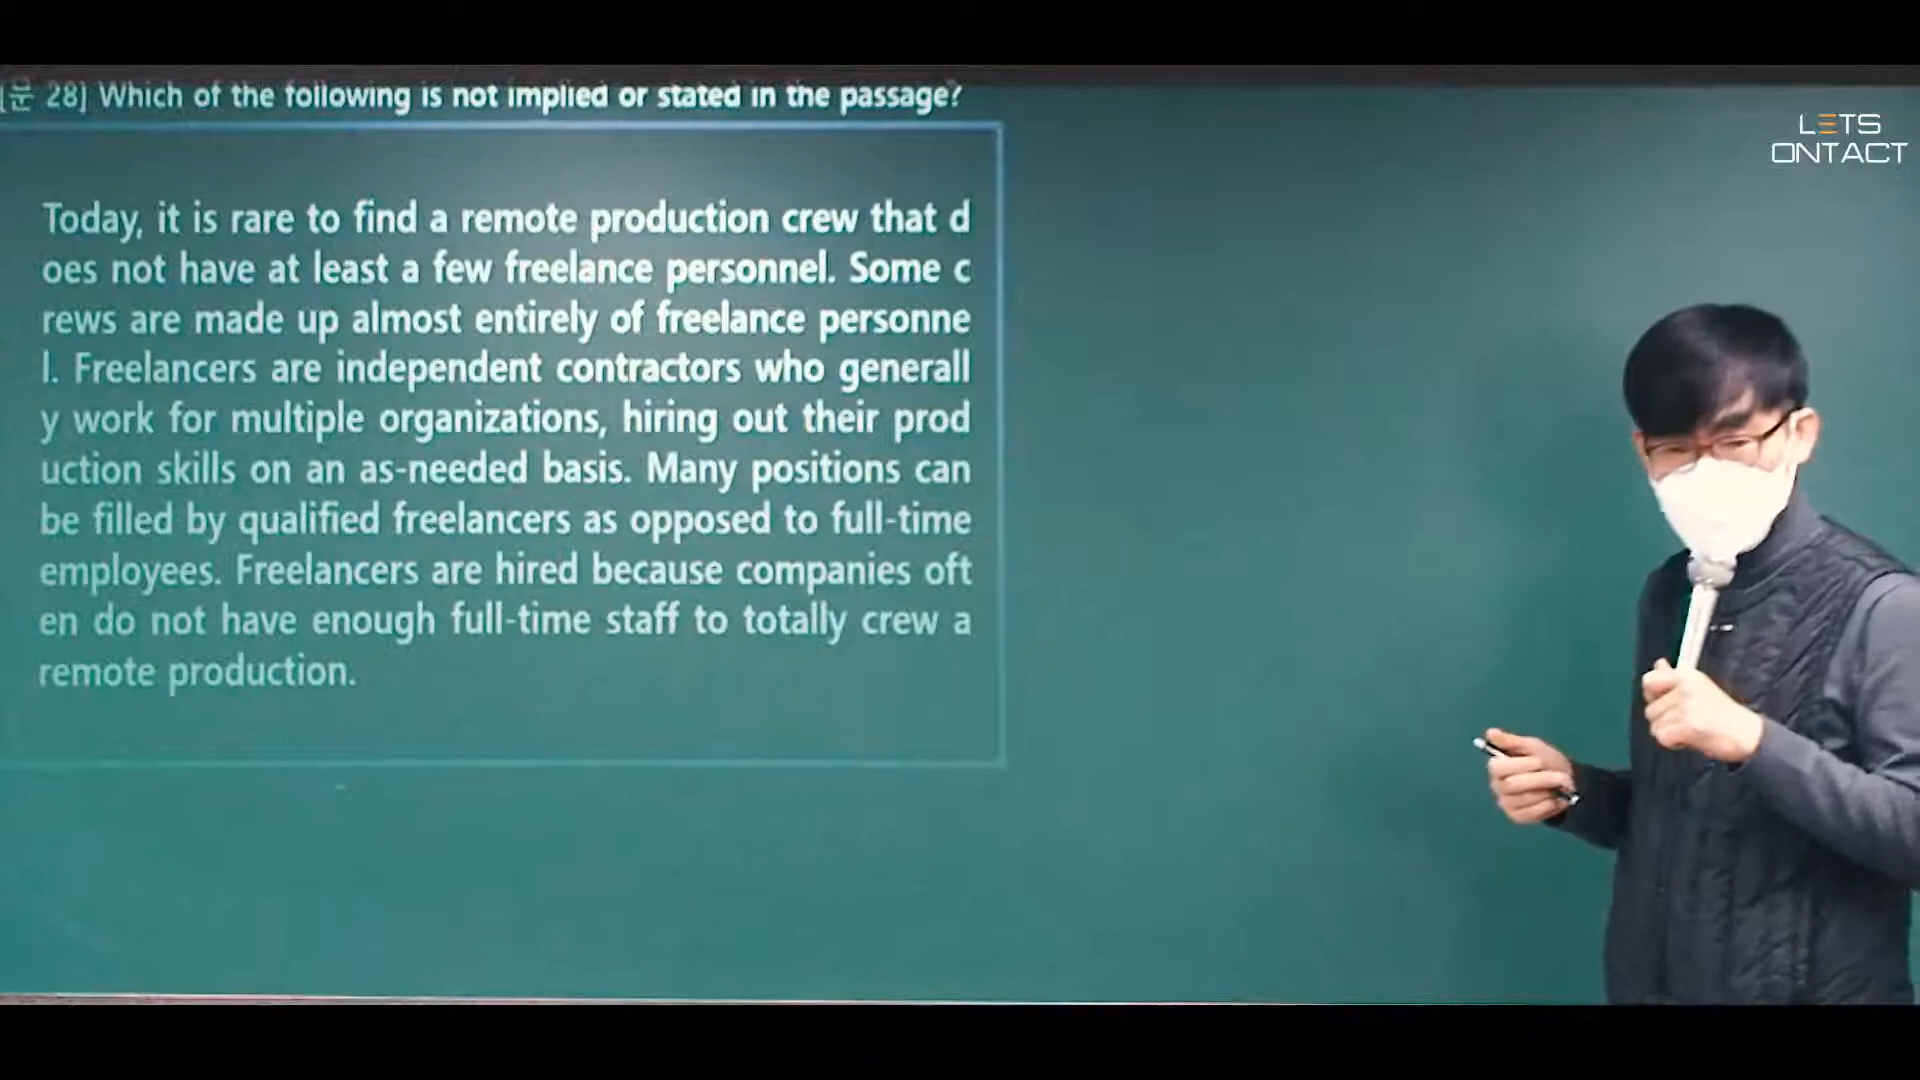 [문 28] Which of the following is not implied or stated in the passage?
LETS
ONTACT
Today, it is rare to find a remote production crew that d
oes not have at least a few freelance personnel. Some c
rews are made up almost entirely of freelance personne
l. Freelancers are independent contractors who generall
y work for multiple organizations, hiring out their prod
uction skills on an as-needed basis. Many positions can
be filled by qualified freelancers as opposed to full-time
employees. Freelancers are hired because companies oft
en do not have enough full-time staff to totally crew a
remote production.